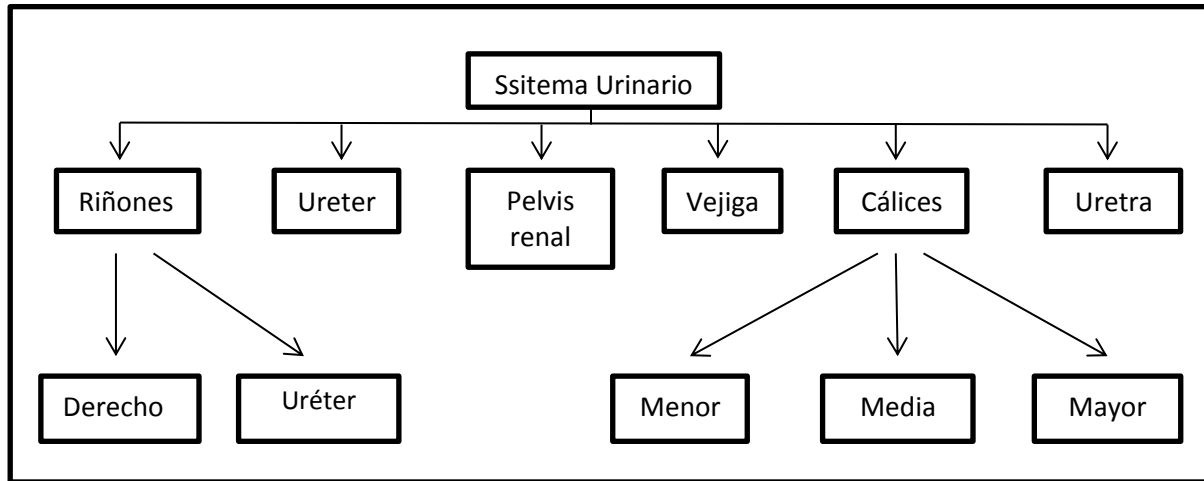 Ssitema Urinario
Riñones
Ureter
Pelvis
renal
Vejiga
Cálices
Uretra
Derecho
Uréter
Menor
Media
Mayor